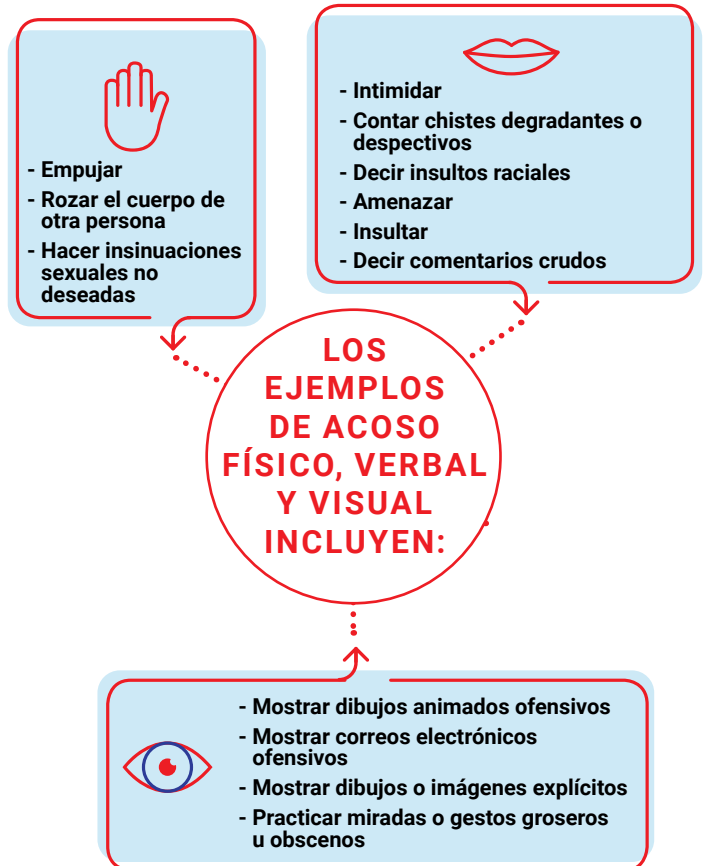 - Empujar
- Rozar el cuerpo de
otra persona
- Hacer insinuaciones
sexuales no
deseadas
- Intimidar
- Contar chistes degradantes o
despectivos
- Decir insultos raciales
- Amenazar
- Insultar
- Decir comentarios crudos
LOS
EJEMPLOS
DE ACOSO
FÍSICO, VERBAL
Y VISUAL
INCLUYEN:
- Mostrar dibujos animados ofensivos
- Mostrar correos electrónicos
ofensivos
- Mostrar dibujos o imágenes explícitos
- Practicar miradas o gestos groseros
u obscenos